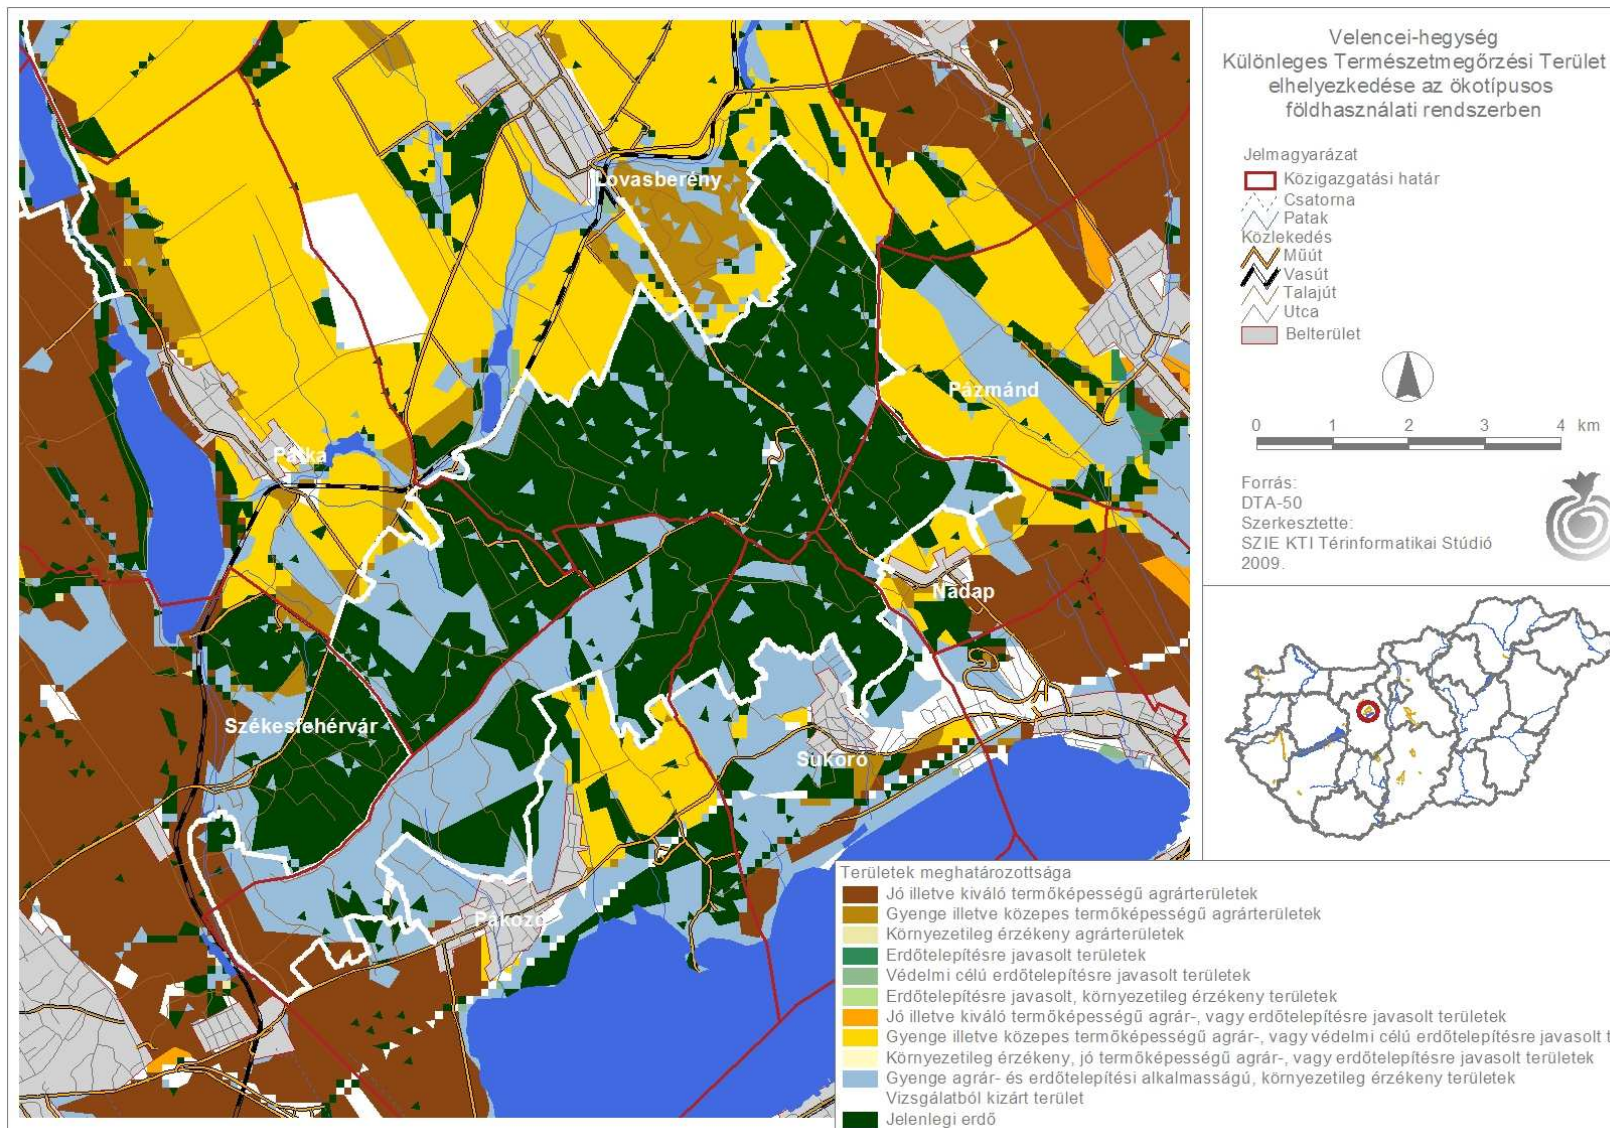 Velencei-hegység
Különleges Természetmegőrzési Terület
elhelyezkedése az ökotípusos
földhasználati rendszerben
Jelmagyarázat
Közigazgatási határ
Csatorna
Patak
Közlekedés
Műút
Vasút
Talajút
Utca
Belterület
0 1 2 3 4 km
Forrás:
DTA-50
Szerkesztette:
SZIE KTI Térinformatikai Stúdió
2009.
Lovasberény
Pázmánd
Pátka
Nadap
Székesfehérvár
Sukoró
Pákozd
Területek meghatározottsága
Jó illetve kiváló termőképességű agrárterületek
Gyenge illetve közepes termőképességű agrárterületek
Környezetileg érzékeny agrárterületek
Erdőtelepítésre javasolt területek
Védelmi célú erdőtelepítésre javasolt területek
Erdőtelepítésre javasolt, környezetileg érzékeny területek
Jó illetve kiváló termőképességű agrár-, vagy erdőtelepítésre javasolt területek
Gyenge illetve közepes termőképességű agrár-, vagy védelmi célú erdőtelepítésre javasolt t
Környezetileg érzékeny, jó termőképességű agrár-, vagy erdőtelepítésre javasolt területek
Gyenge agrár- és erdőtelepítési alkalmasságú, környezetileg érzékeny területek
Vizsgálatból kizárt terület
Jelenlegi erdő